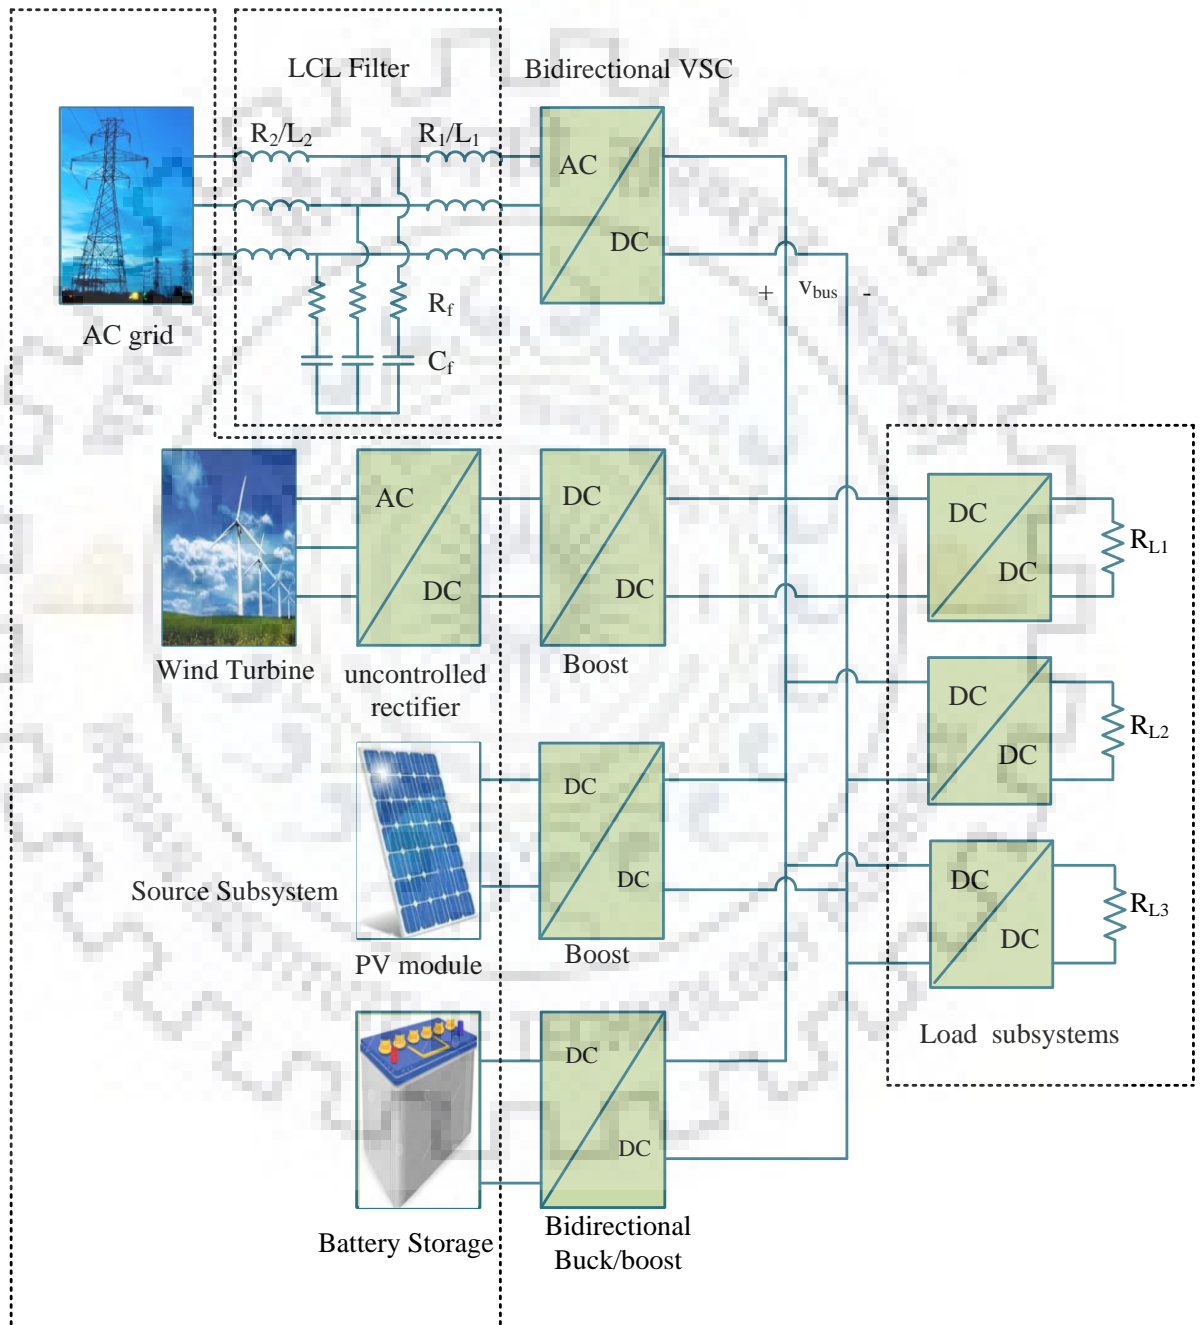 LCL Filter
Bidirectional VSC
R2/L2
R1/L1
AC
DC
Rf
Cf
+ vbus -
AC grid
AC
DC
DC
DC
DC
DC
RL1
Wind Turbine
uncontrolled
rectifier
Boost
DC
DC
RL2
DC
DC
Source Subsystem
PV module
Boost
DC
DC
RL3
Load subsystems
DC
DC
Battery Storage
Bidirectional
Buck/boost